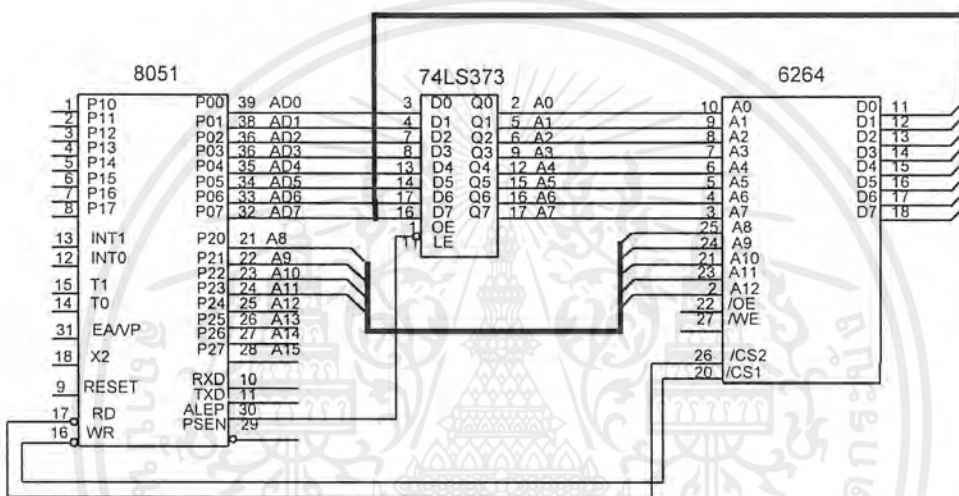 8051
74LS373
6264
1 P10 P00 39 AD0
2 P11 P01 38 AD1
3 P12 P02 36 AD2
4 P13 P03 36 AD3
5 P14 P04 35 AD4
6 P15 P05 34 AD5
7 P16 P06 33 AD6
8 P17 P07 32 AD7
13 INT1 P20 21 A8
12 INT0 P21 22 A9
P22 23 A10
15 T1 P23 24 A11
14 T0 P24 25 A12
P25 26 A13
31 EA/VP P26 27 A14
P27 28 A15
18 X2
RXD 10
9 RESET TXD 11
ALEP 30
17 RD PSEN 29
16 WR
3 D0 Q0 2 A0
4 D1 Q1 5 A1
7 D2 Q2 6 A2
8 D3 Q3 9 A3
13 D4 Q4 12 A4
14 D5 Q5 15 A5
17 D6 Q6 16 A6
16 D7 Q7 17 A7
1 OE
11 LE
10 A0 D0 11
9 A1 D1 12
8 A2 D2 13
7 A3 D3 14
6 A4 D4 15
5 A5 D5 16
4 A6 D6 17
3 A7 D7 18
25 A8
24 A9
21 A10
23 A11
2 A12
22 /OE
27 /WE
26 /CS2
20 /CS1